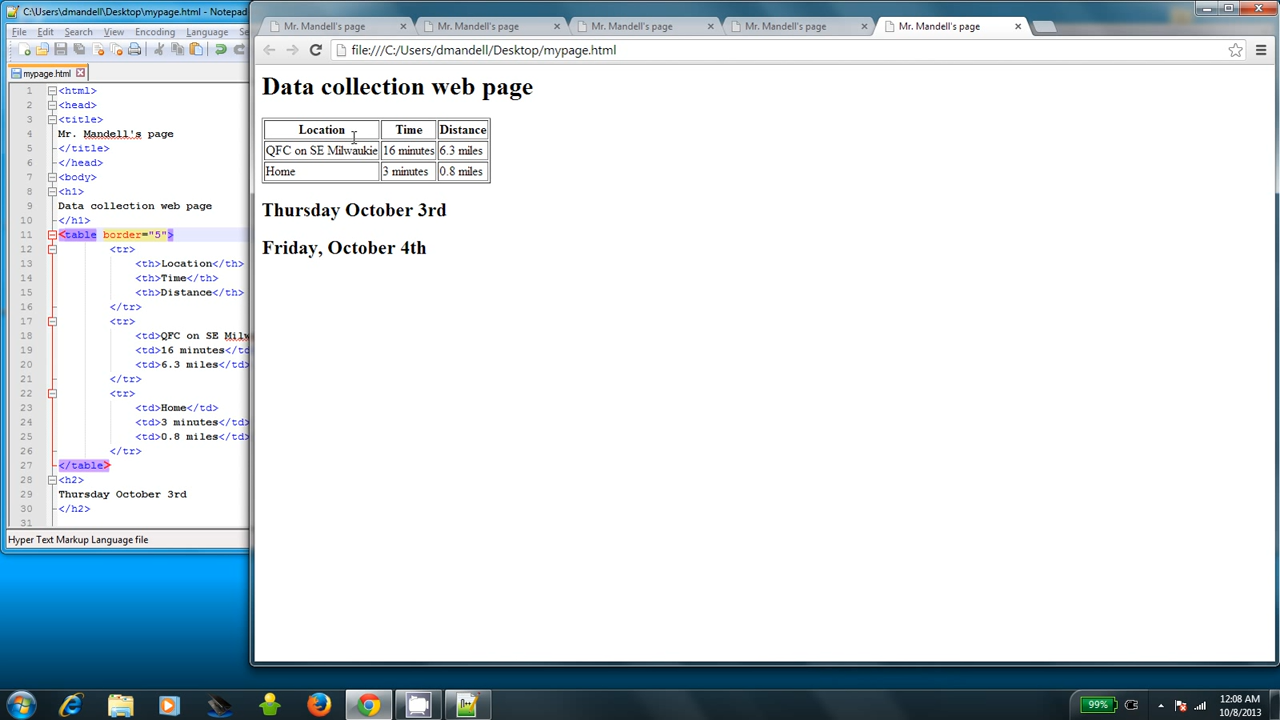 C:\Users\dmandell\Desktop\mypage.html - Notepad
File Edit Search View Encoding Language Se
mypage.html
1 <html>
2 <head>
3 <title>
4 Mr. Mandell's page
5 </title>
6 </head>
7 <body>
8 <h1>
9 Data collection web page
10 </h1>
11 <table border="5">
12 <tr>
13 <th>Location</th>
14 <th>Time</th>
15 <th>Distance</th>
16 </tr>
17 <tr>
18 <td>QFC on SE Milw
19 <td>16 minutes</td
20 <td>6.3 miles</td>
21 </tr>
22 <tr>
23 <td>Home</td>
24 <td>3 minutes</td>
25 <td>0.8 miles</td>
26 </tr>
27 </table>
28 <h2>
29 Thursday October 3rd
30 </h2>
31
Hyper Text Markup Language file
Mr. Mandell's page Mr. Mandell's page Mr. Mandell's page Mr. Mandell's page Mr. Mandell's page
file:///C:/Users/dmandell/Desktop/mypage.html
Data collection web page
Location Time Distance
QFC on SE Milwaukie 16 minutes 6.3 miles
Home 3 minutes 0.8 miles
Thursday October 3rd
Friday, October 4th
99%
12:08 AM
10/8/2013